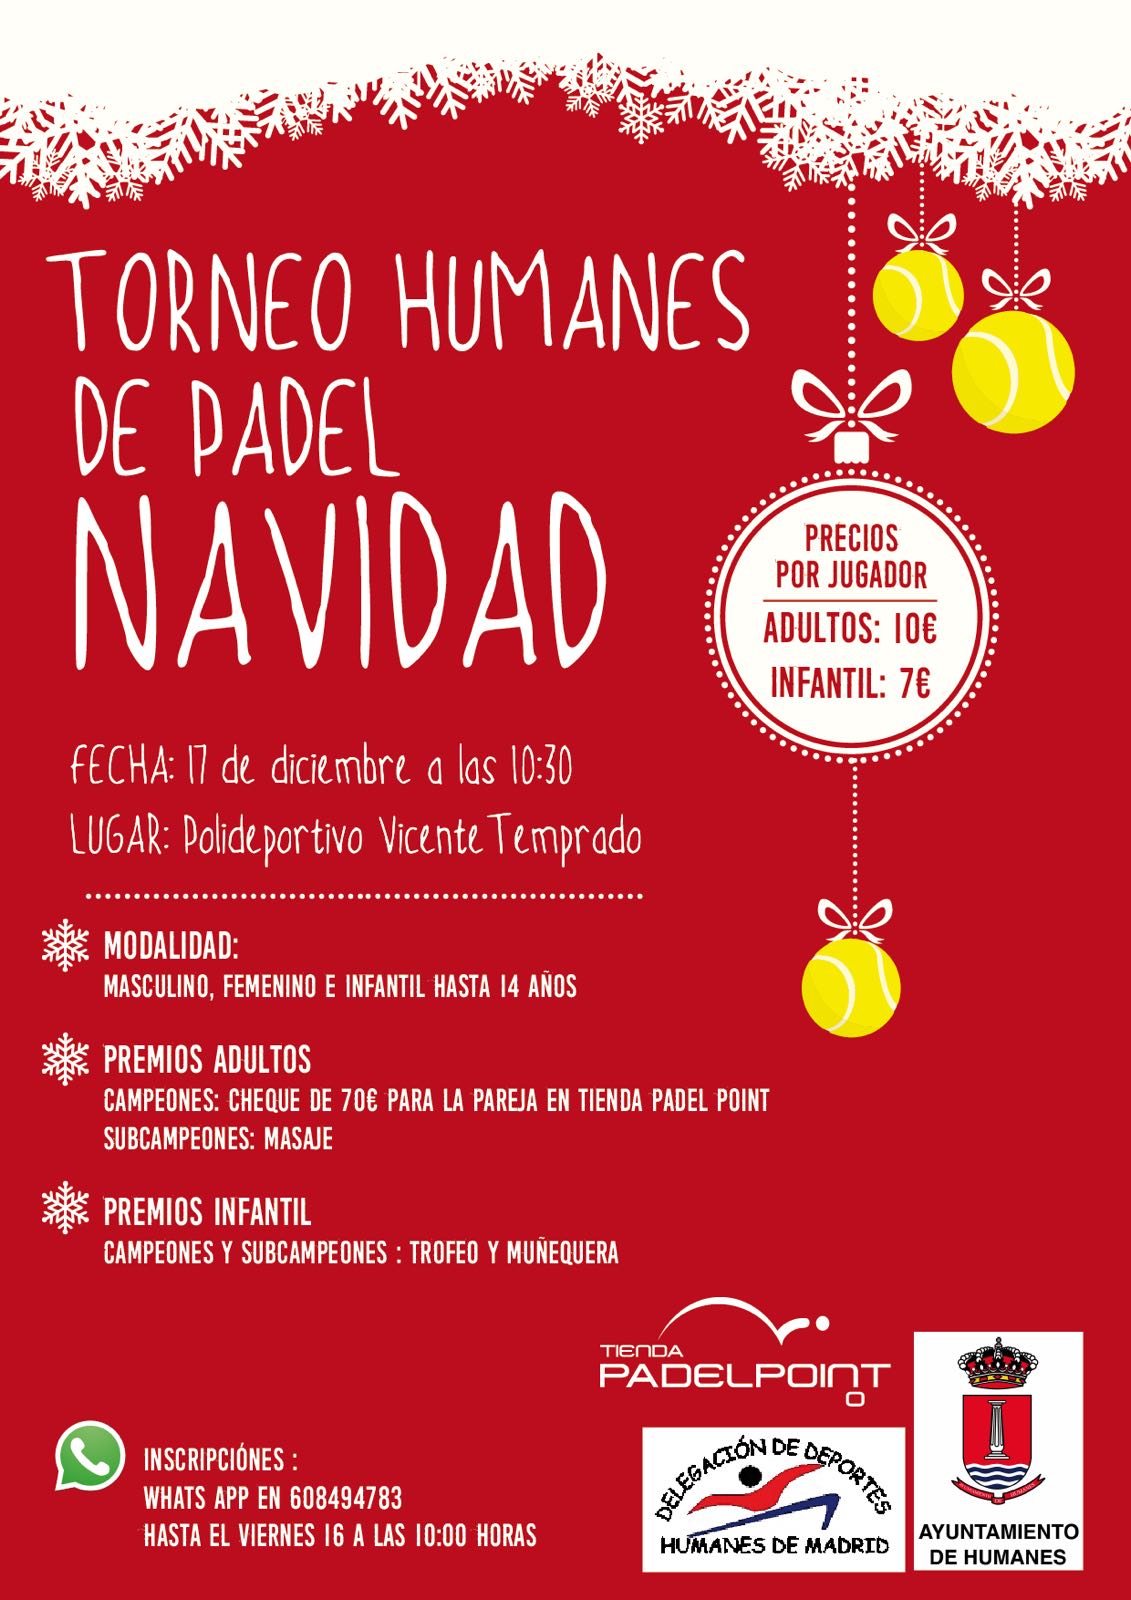 TORNEO HUMANES
DE PADEL
NAVIDAD
PRECIOS
POR JUGADOR
ADULTOS: 10€
INFANTIL: 7€
FECHA: 17 de diciembre a las 10:30
LUGAR: Polideportivo Vicente Temprado
MODALIDAD:
MASCULINO, FEMENINO E INFANTIL HASTA 14 AÑOS
PREMIOS ADULTOS
CAMPEONES: CHEQUE DE 70€ PARA LA PAREJA EN TIENDA PADEL POINT
SUBCAMPEONES: MASAJE
PREMIOS INFANTIL
CAMPEONES Y SUBCAMPEONES : TROFEO Y MUÑEQUERA
TIENDA
PADELPOINT
INSCRIPCIÓNES :
WHATS APP EN 608494783
HASTA EL VIERNES 16 A LAS 10:00 HORAS
DELEGACIÓN DE DEPORTES
HUMANES DE MADRID
AYUNTAMIENTO DE HUMANES
AYUNTAMIENTO
DE HUMANES